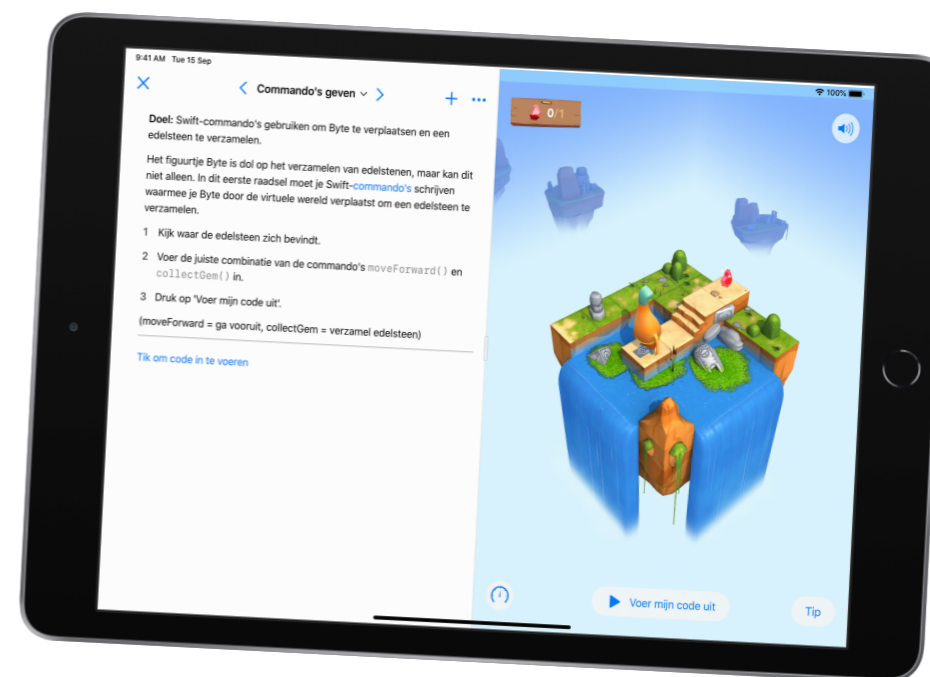 9:41 AM Tue 15 Sep
100%
Commando's geven
0/1
Doel: Swift-commando's gebruiken om Byte te verplaatsen en een
edelsteen te verzamelen.
Het figuurtje Byte is dol op het verzamelen van edelstenen, maar kan dit
niet alleen. In dit eerste raadsel moet je Swift-commando's schrijven
waarmee je Byte door de virtuele wereld verplaatst om een edelsteen te
verzamelen.
1 Kijk waar de edelsteen zich bevindt.
2 Voer de juiste combinatie van de commando's moveForward() en
collectGem() in.
3 Druk op 'Voer mijn code uit'.
(moveForward = ga vooruit, collectGem = verzamel edelsteen)
Tik om code in te voeren
Voer mijn code uit
Tip